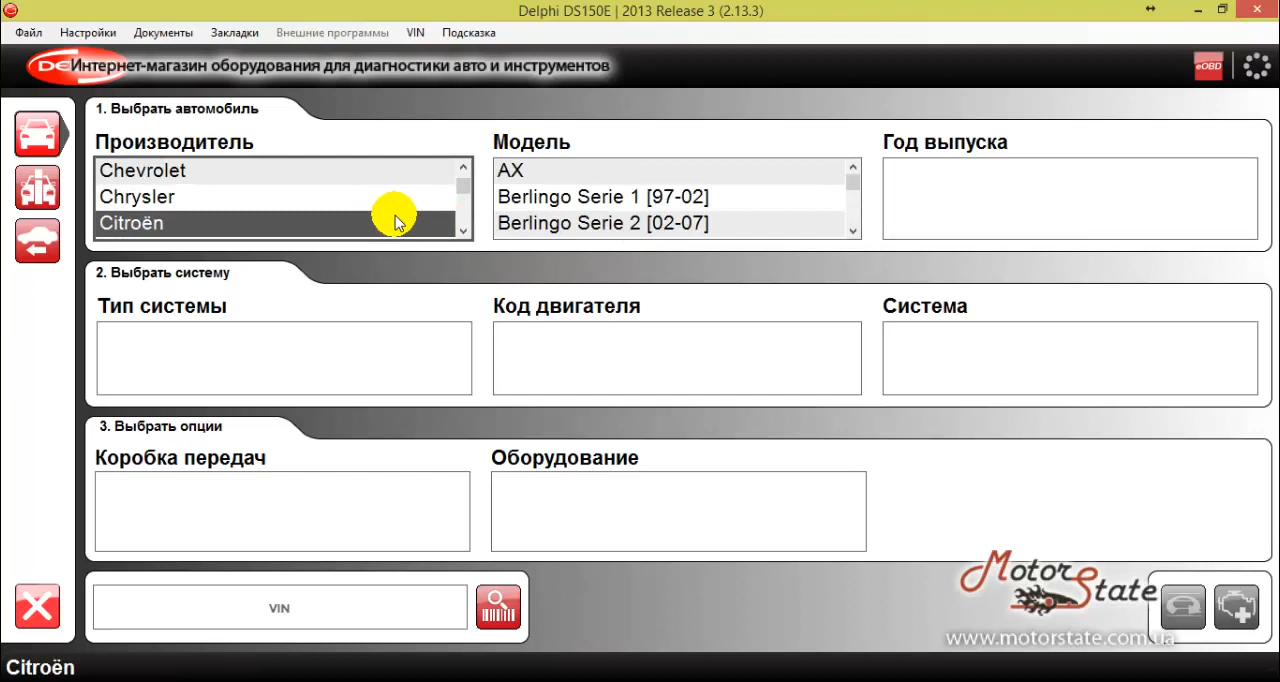 Delphi DS150E | 2013 Release 3 (2.13.3)
Файл Настройки Документы Закладки Внешние программы VIN Подсказка
DE Интернет-магазин оборудования для диагностики авто и инструментов
eOBD
1. Выбрать автомобиль
Производитель Модель Год выпуска
Chevrolet AX
Chrysler Berlingo Serie 1 [97-02]
Citroën Berlingo Serie 2 [02-07]
2. Выбрать систему
Тип системы Код двигателя Система
3. Выбрать опции
Коробка передач Оборудование
MotorState
VIN
www.motorstate.com.ua
Citroën